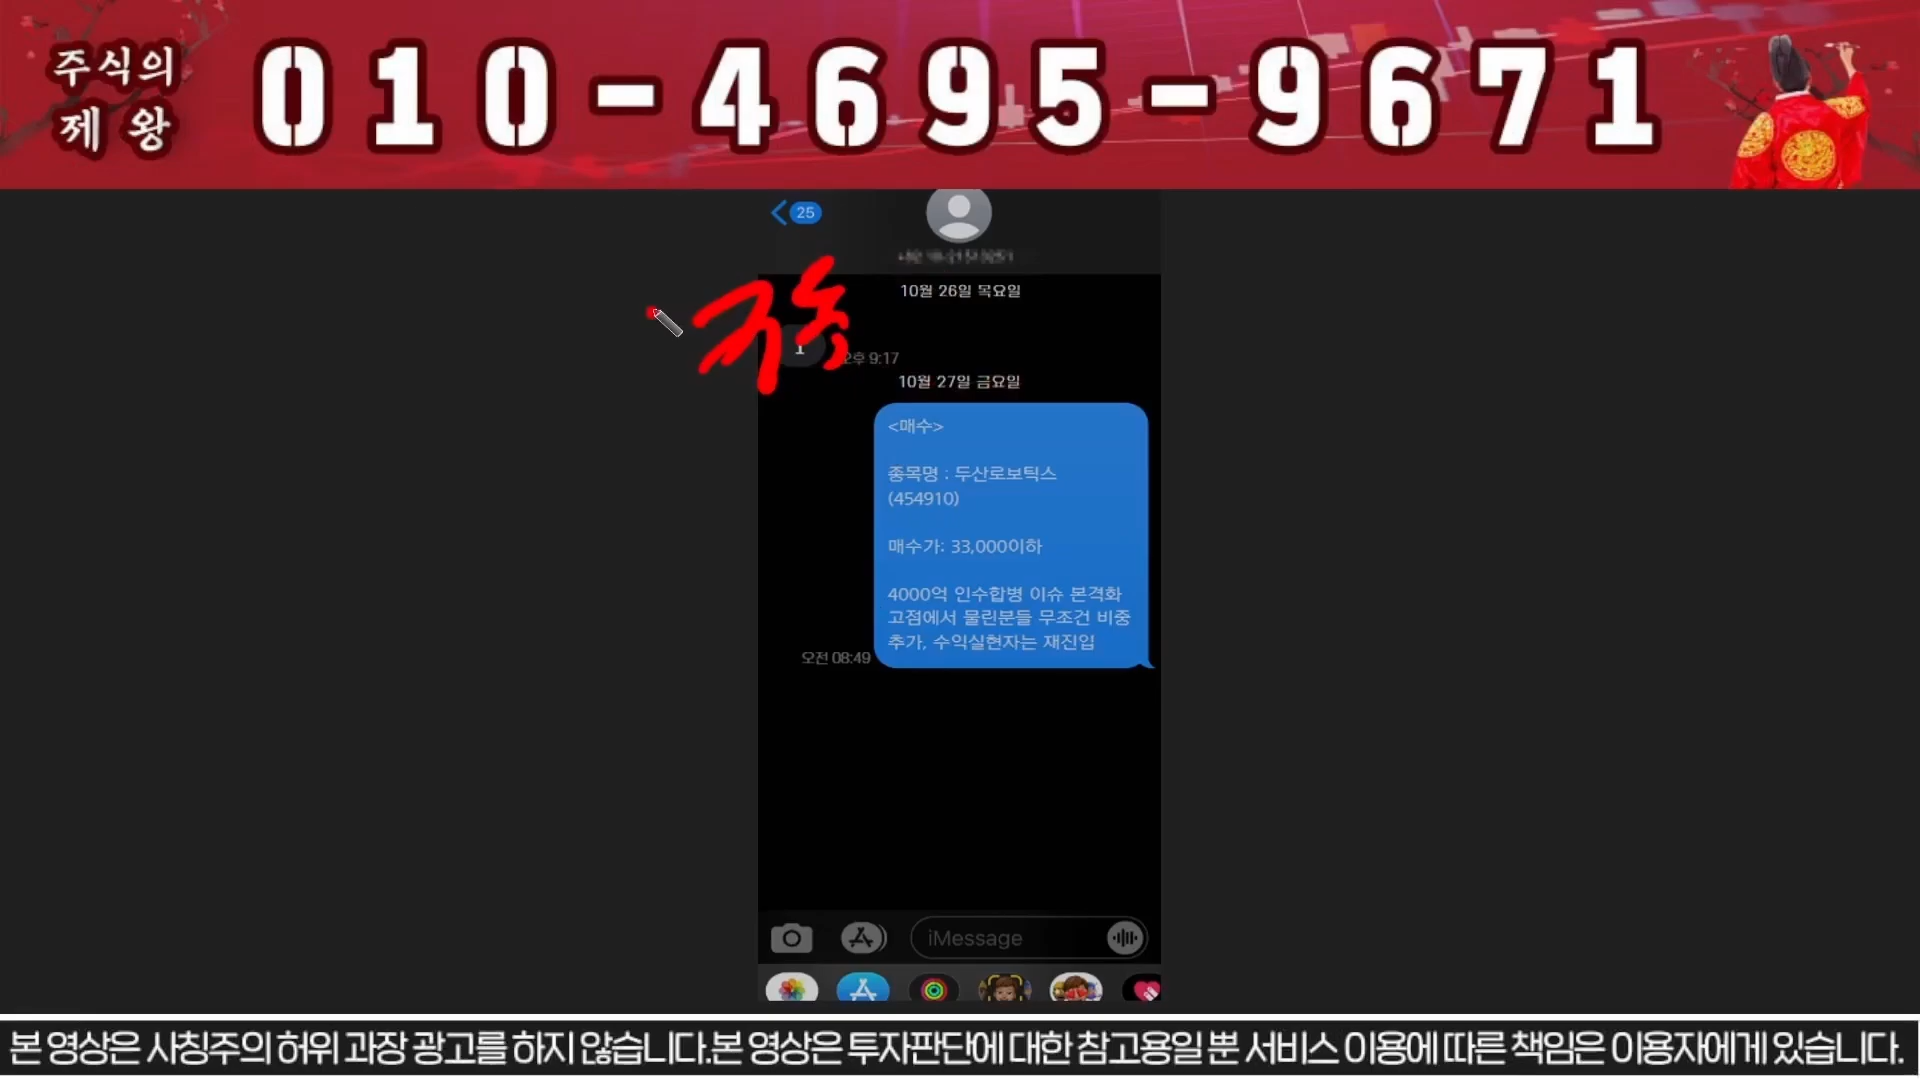 주식의
제왕
010-4695-9671
25
10월 26일 목요일
1
오후 9:17
10월 27일 금요일
<매수>
종목명 : 두산로보틱스
(454910)
매수가: 33,000이하
4000억 인수합병 이슈 본격화
고점에서 물린분들 무조건 비중
추가, 수익실현자는 재진입
오전 08:49
iMessage
본 영상은 사칭주의 허위 과장 광고를 하지 않습니다.본 영상은 투자판단에 대한 참고용일 뿐 서비스 이용에 따른 책임은 이용자에게 있습니다.